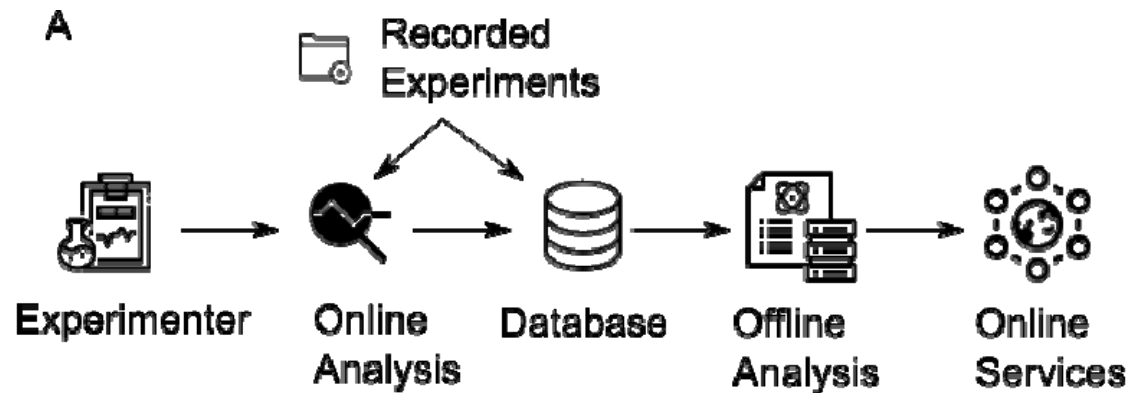 A
Recorded
Experiments
Experimenter
Online
Analysis
Database
Offline
Analysis
Online
Services